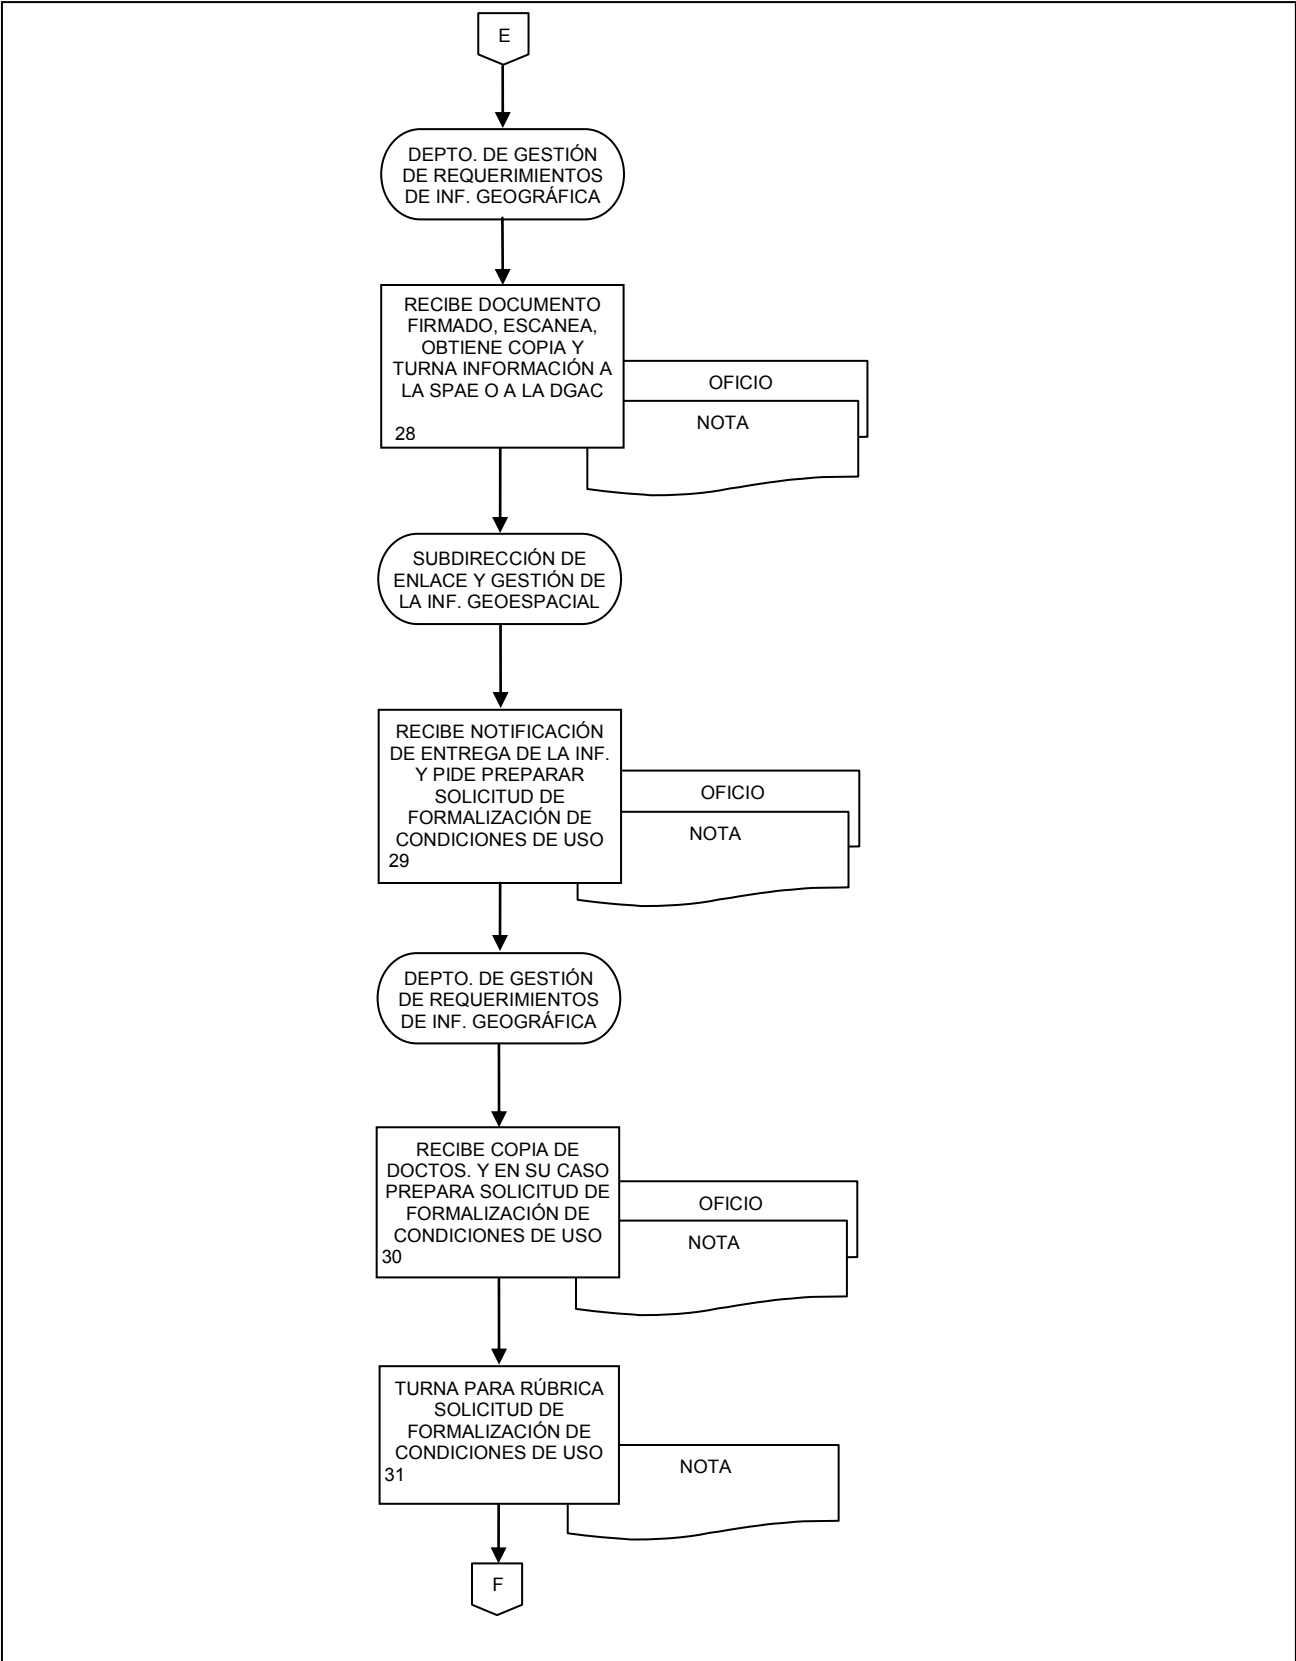 E
DEPTO. DE GESTIÓN
DE REQUERIMIENTOS
DE INF. GEOGRÁFICA
RECIBE DOCUMENTO
FIRMADO, ESCANEA,
OBTIENE COPIA Y
TURNA INFORMACIÓN A
LA SPAE O A LA DGAC
28
OFICIO
NOTA
SUBDIRECCIÓN DE
ENLACE Y GESTIÓN DE
LA INF. GEOESPACIAL
RECIBE NOTIFICACIÓN
DE ENTREGA DE LA INF.
Y PIDE PREPARAR
SOLICITUD DE
FORMALIZACIÓN DE
CONDICIONES DE USO
29
OFICIO
NOTA
DEPTO. DE GESTIÓN
DE REQUERIMIENTOS
DE INF. GEOGRÁFICA
RECIBE COPIA DE
DOCTOS. Y EN SU CASO
PREPARA SOLICITUD DE
FORMALIZACIÓN DE
CONDICIONES DE USO
30
OFICIO
NOTA
TURNA PARA RÚBRICA
SOLICITUD DE
FORMALIZACIÓN DE
CONDICIONES DE USO
31
NOTA
F